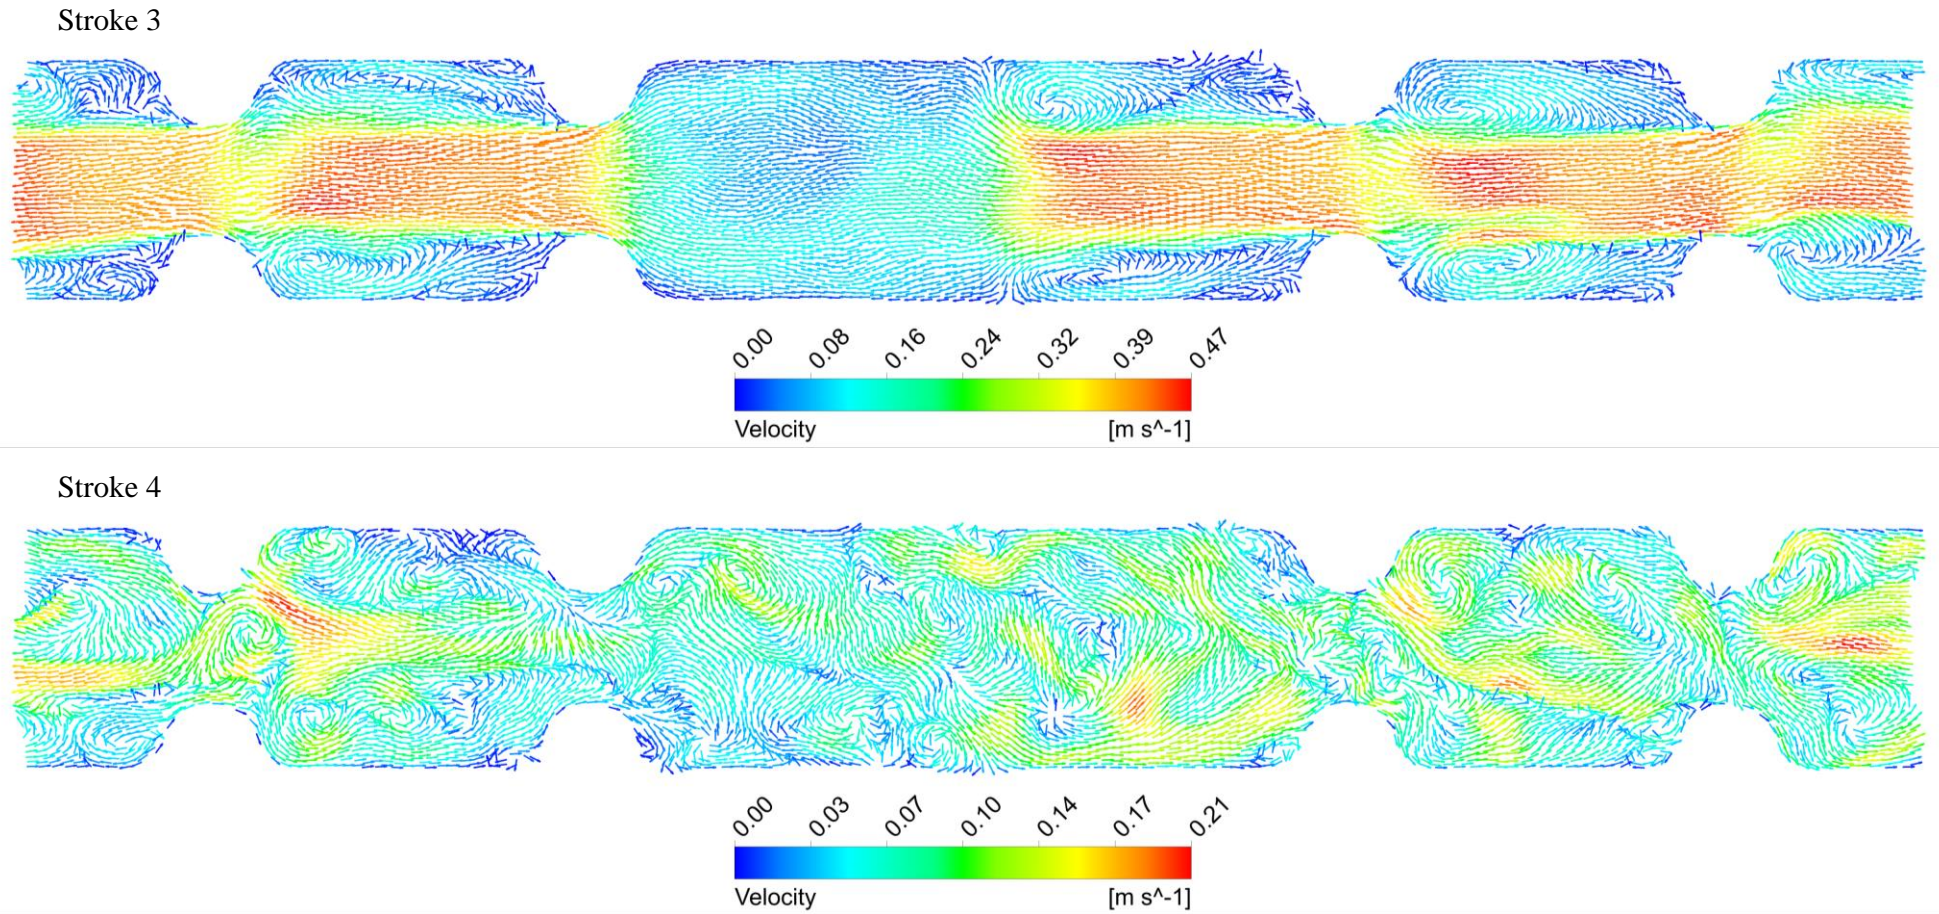 Stroke 3
0.00 0.08 0.16 0.24 0.32 0.39 0.47
Velocity [m s^-1]
Stroke 4
0.00 0.03 0.07 0.10 0.14 0.17 0.21
Velocity [m s^-1]